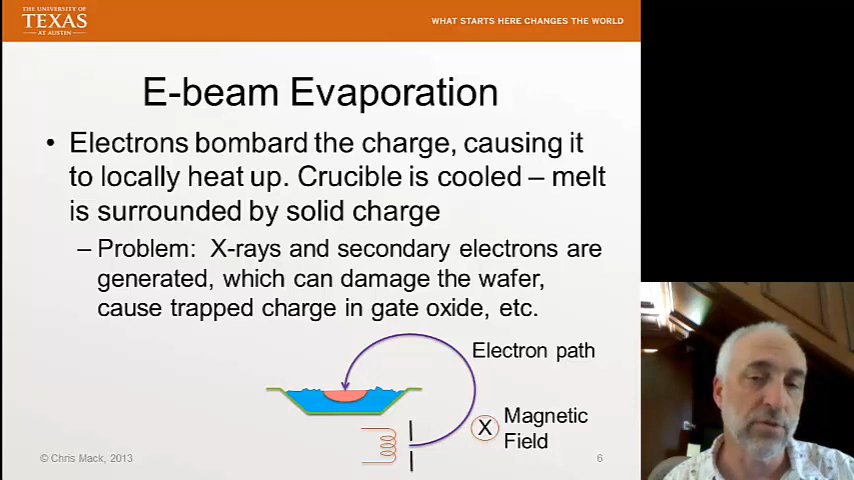 THE UNIVERSITY OF
TEXAS
AT AUSTIN
WHAT STARTS HERE CHANGES THE WORLD
E-beam Evaporation
• Electrons bombard the charge, causing it
to locally heat up. Crucible is cooled – melt
is surrounded by solid charge
– Problem: X-rays and secondary electrons are
generated, which can damage the wafer,
cause trapped charge in gate oxide, etc.
Electron path
X
Magnetic
Field
© Chris Mack, 2013
6